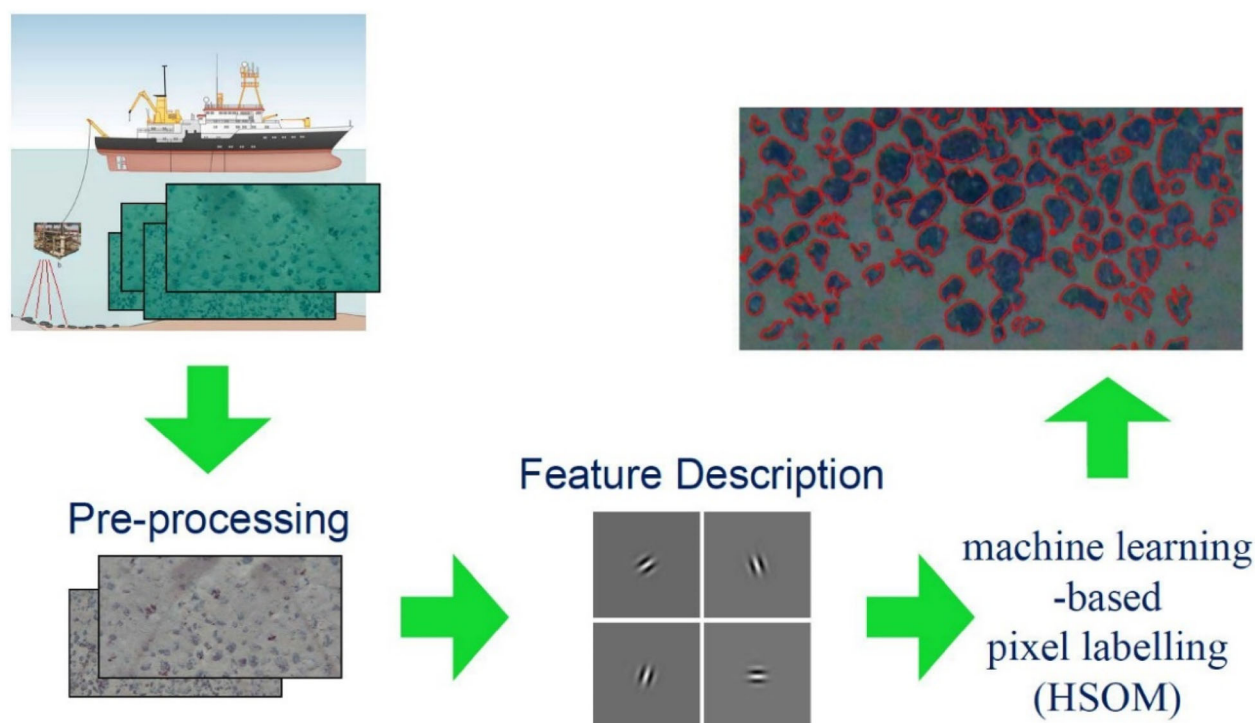 Pre-processing
Feature Description
machine learning
-based
pixel labelling
(HSOM)